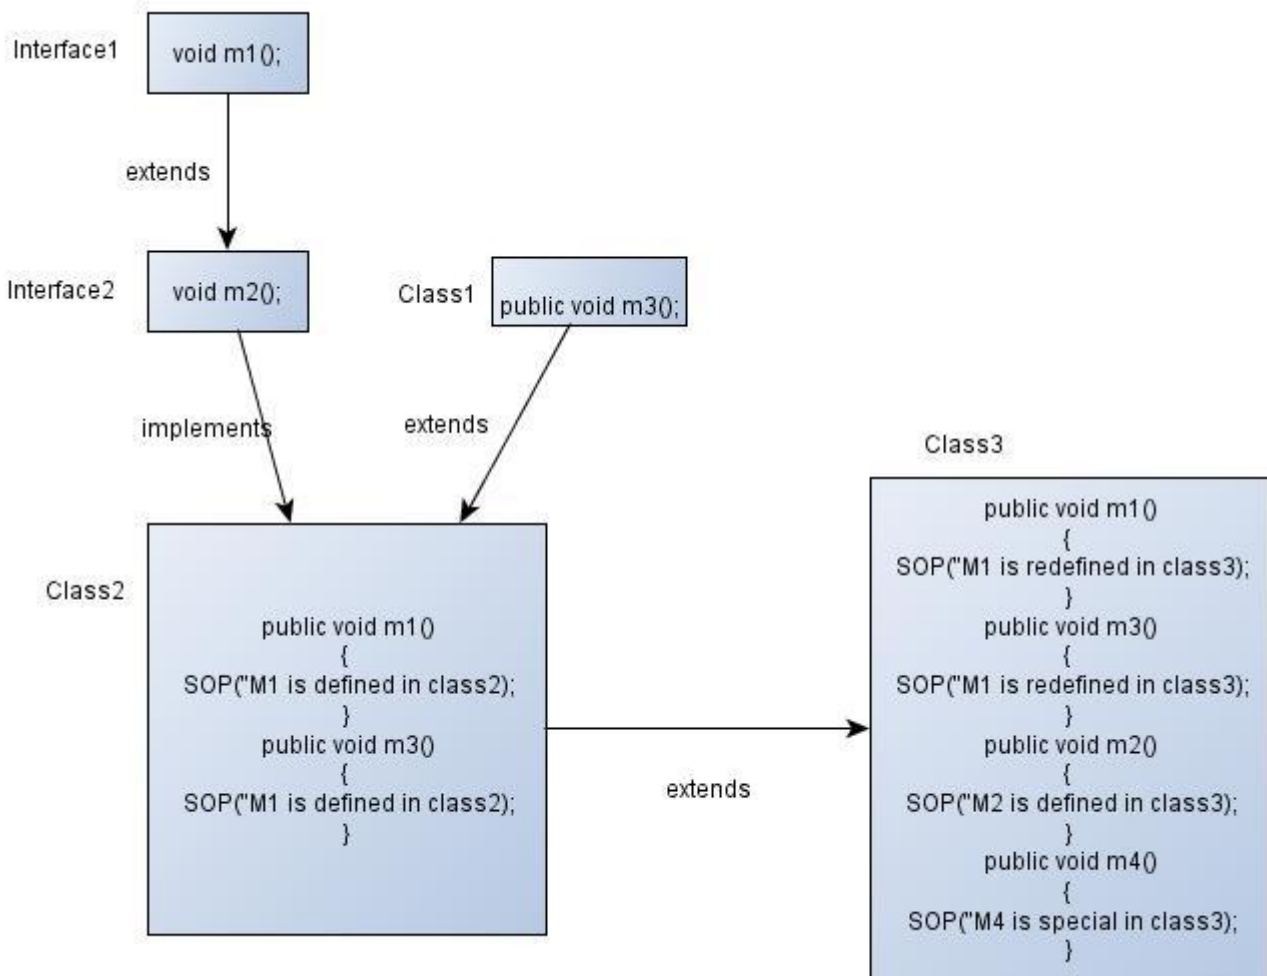 Interface1
void m1();
extends
Interface2
void m2();
Class1
public void m3();
implements
extends
Class2
public void m1()
{
SOP("M1 is defined in class2);
}
public void m3()
{
SOP("M1 is defined in class2);
}
extends
Class3
public void m1()
{
SOP("M1 is redefined in class3);
}
public void m3()
{
SOP("M1 is redefined in class3);
}
public void m2()
{
SOP("M2 is defined in class3);
}
public void m4()
{
SOP("M4 is special in class3);
}